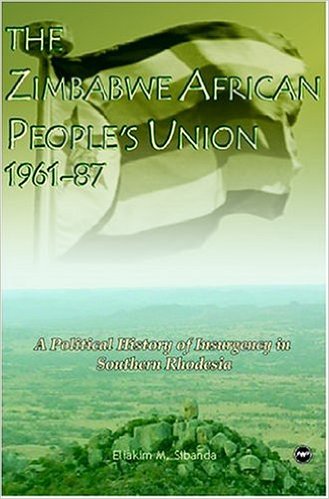 THE
ZIMBABWE AFRICAN
PEOPLE'S UNION
1961-87
A Political History of Insurgency in
Southern Rhodesia
Eliakim M. Sibanda